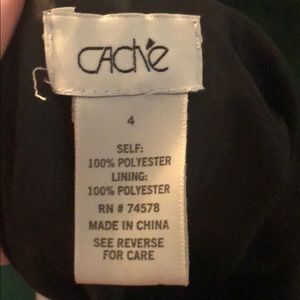 CACHÉ
4
SELF:
100% POLYESTER
LINING:
100% POLYESTER
RN # 74578
MADE IN CHINA
SEE REVERSE
FOR CARE